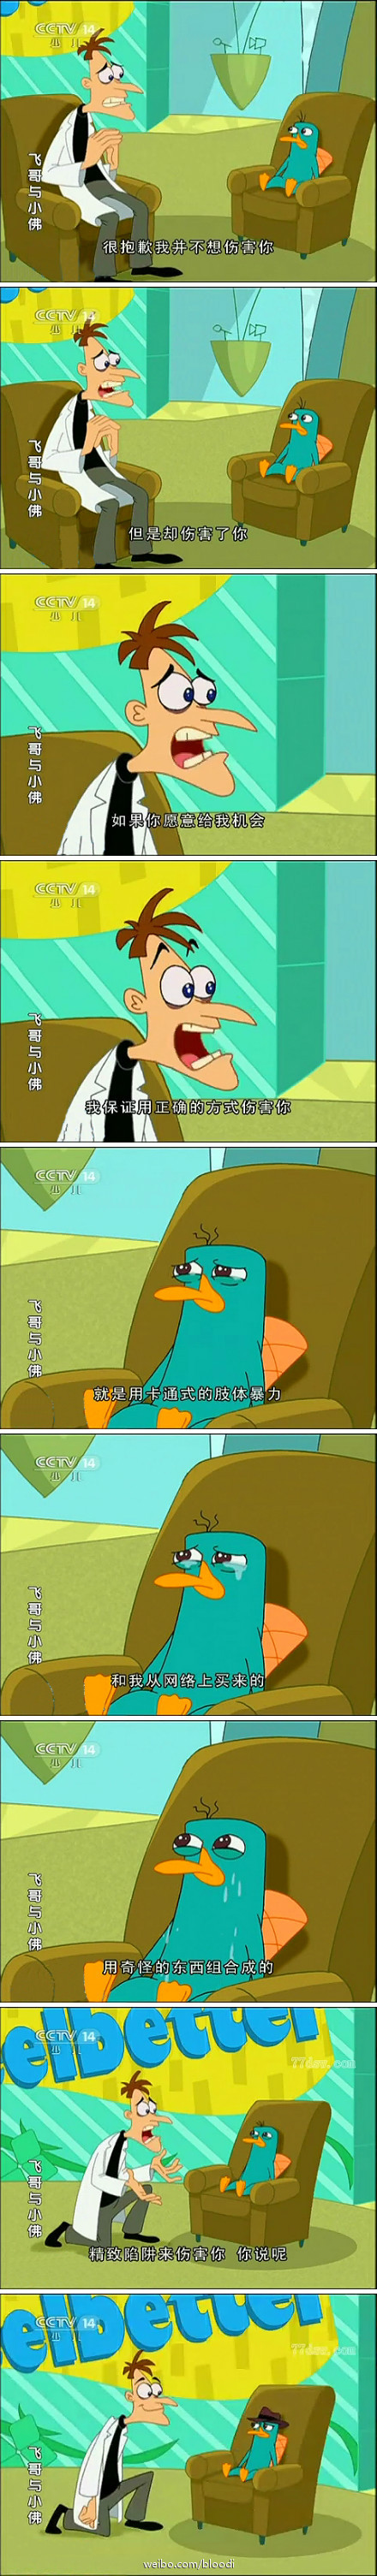 CCTV 14
少儿
飞哥与小佛
很抱歉我并不想伤害你
CCTV 14
少儿
飞哥与小佛
但是却伤害了你
CCTV 14
少儿
飞哥与小佛
如果你愿意给我机会
CCTV 14
少儿
飞哥与小佛
我保证用正确的方式伤害你
CCTV 14
少儿
飞哥与小佛
就是用卡通式的肢体暴力
CCTV 14
少儿
飞哥与小佛
和我从网络上买来的
CCTV 14
少儿
飞哥与小佛
用奇怪的东西组合成的
elbetter
CCTV 14
少儿
飞哥与小佛
精致陷阱来伤害你 你说呢
elbetter
CCTV 14
少儿
飞哥与小佛
weibo.com/bloodi